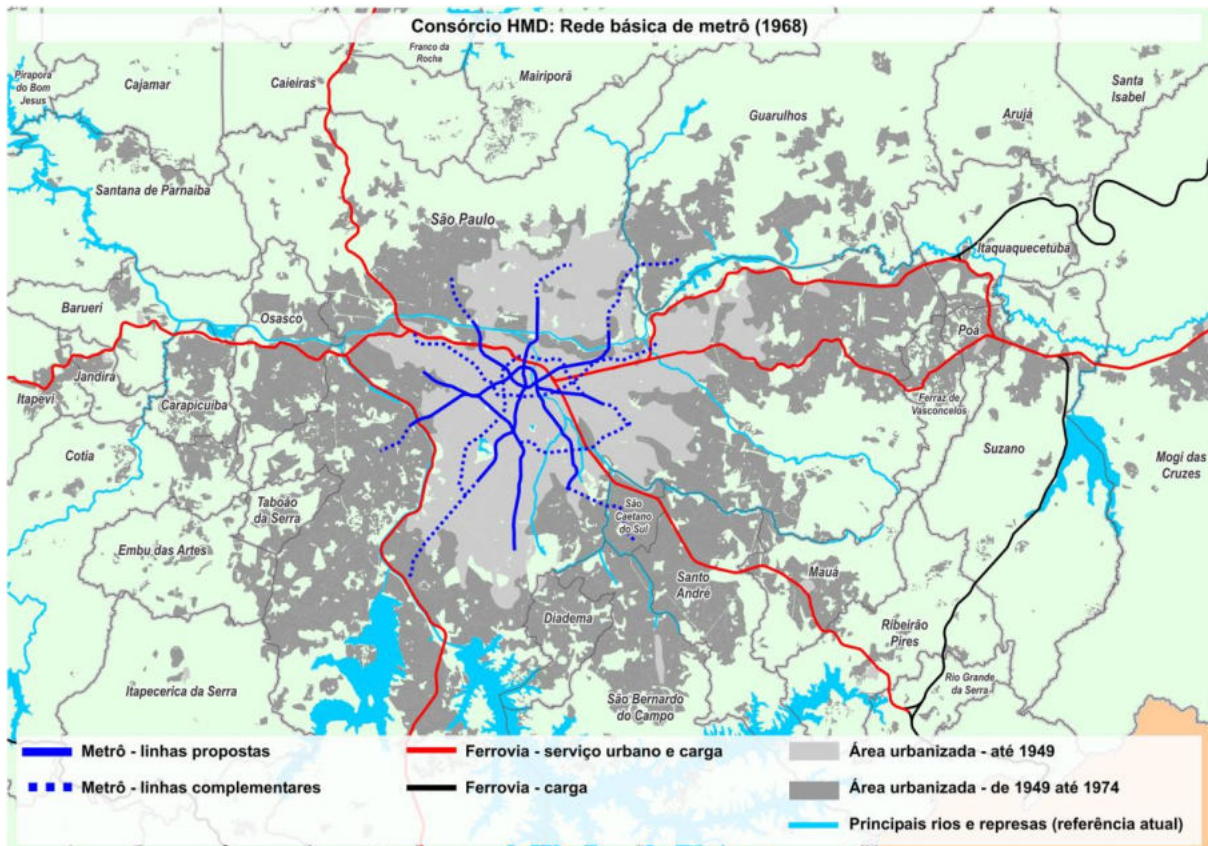 Consórcio HMD: Rede básica de metrô (1968)
Franco da
Rocha
Pirapora
do Bom
Jesus
Cajamar
Caieiras
Mairiporã
Santa
Isabel
Guarulhos
Arujá
Santana de Parnaíba
São Paulo
Itaquaquecetuba
Barueri
Osasco
Poá
Jandira
Itapevi
Carapicuiba
Ferraz de
Vasconcelos
Cotia
Suzano
Mogi das
Cruzes
Taboão
da Serra
São
Caetano
do Sul
Embu das Artes
Santo
André
Mauá
Diadema
Ribeirão
Pires
Itapecerica da Serra
São Bernardo
do Campo
Rio Grande
da Serra
Metrô - linhas propostas
Ferrovia - serviço urbano e carga
Área urbanizada - até 1949
Metrô - linhas complementares
Ferrovia - carga
Área urbanizada - de 1949 até 1974
Principais rios e represas (referência atual)